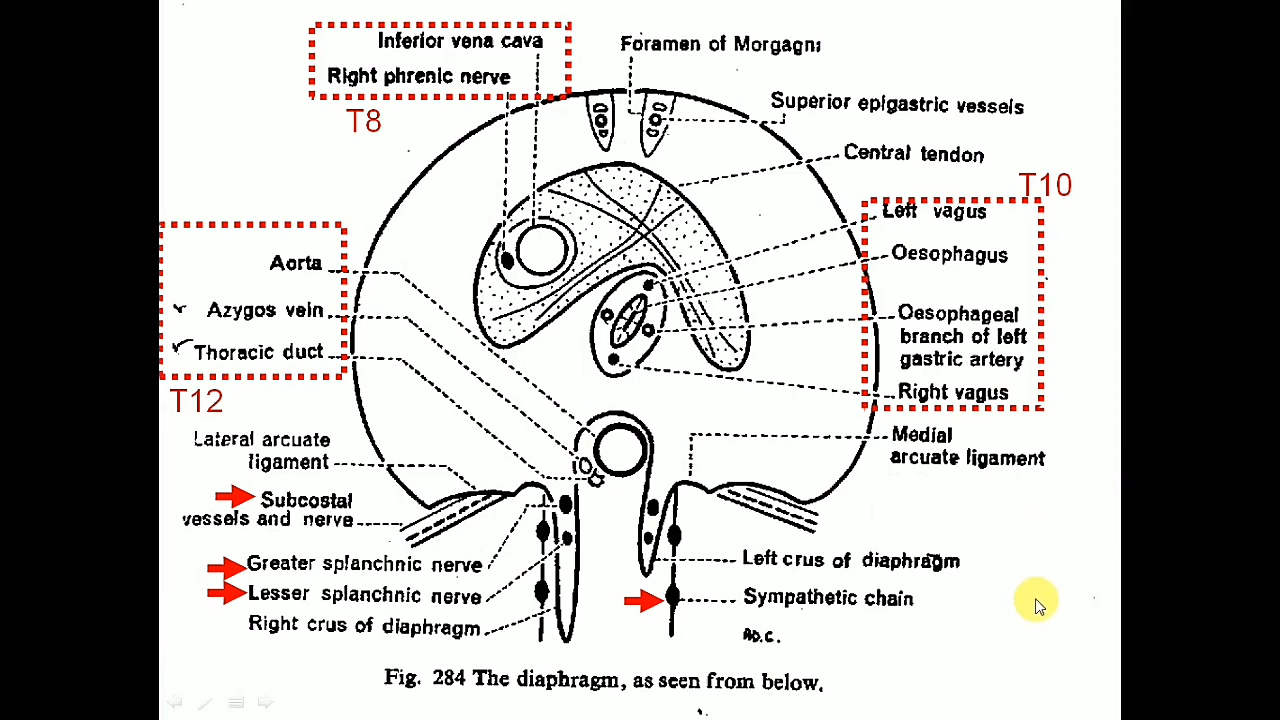 Inferior vena cava
Right phrenic nerve
T8
Foramen of Morgagni
Superior epigastric vessels
Central tendon
T10
Left vagus
Oesophagus
Oesophageal
branch of left
gastric artery
Right vagus
Aorta
Azygos vein
Thoracic duct
T12
Lateral arcuate
ligament
Subcostal
vessels and nerve
Greater splanchnic nerve
Lesser splanchnic nerve
Right crus of diaphragm
Medial
arcuate ligament
Left crus of diaphragm
Sympathetic chain
Fig. 284 The diaphragm, as seen from below.